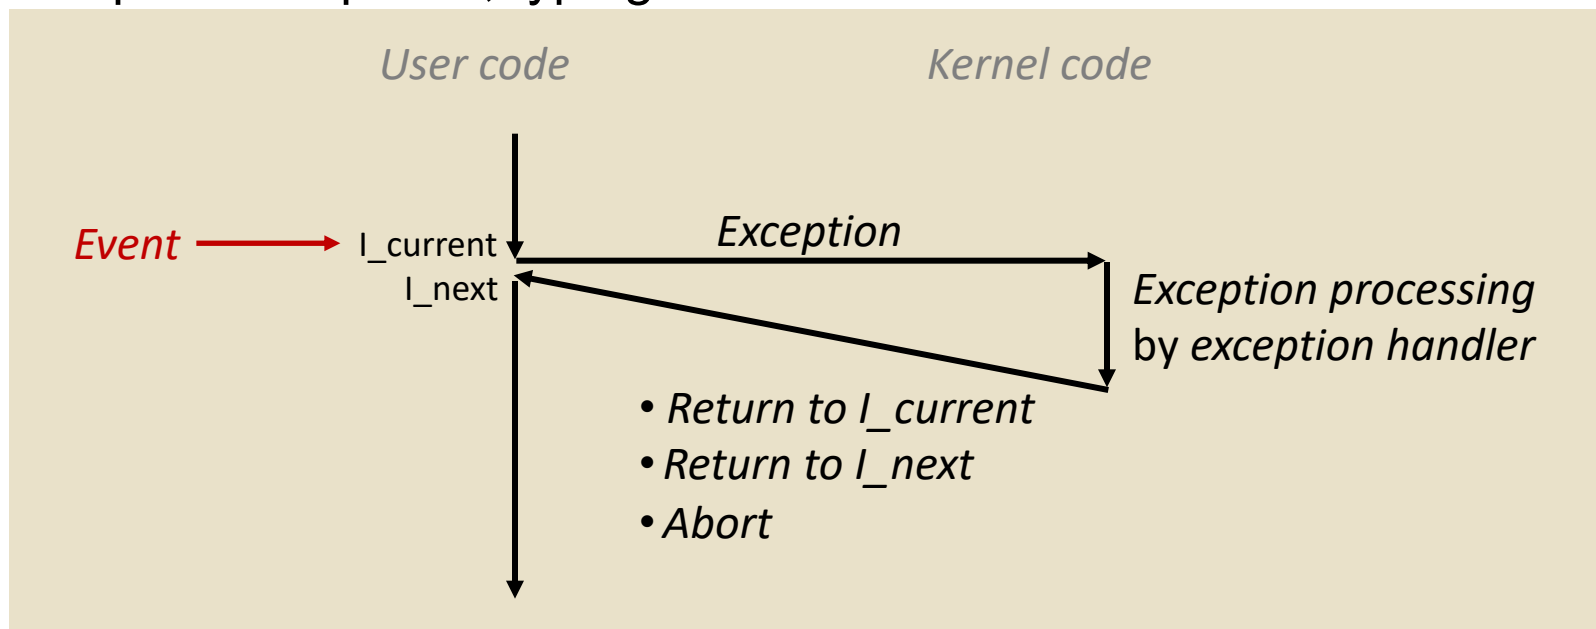 User code
Kernel code
Event
I_current
Exception
I_next
Exception processing
by exception handler
• Return to I_current
• Return to I_next
• Abort